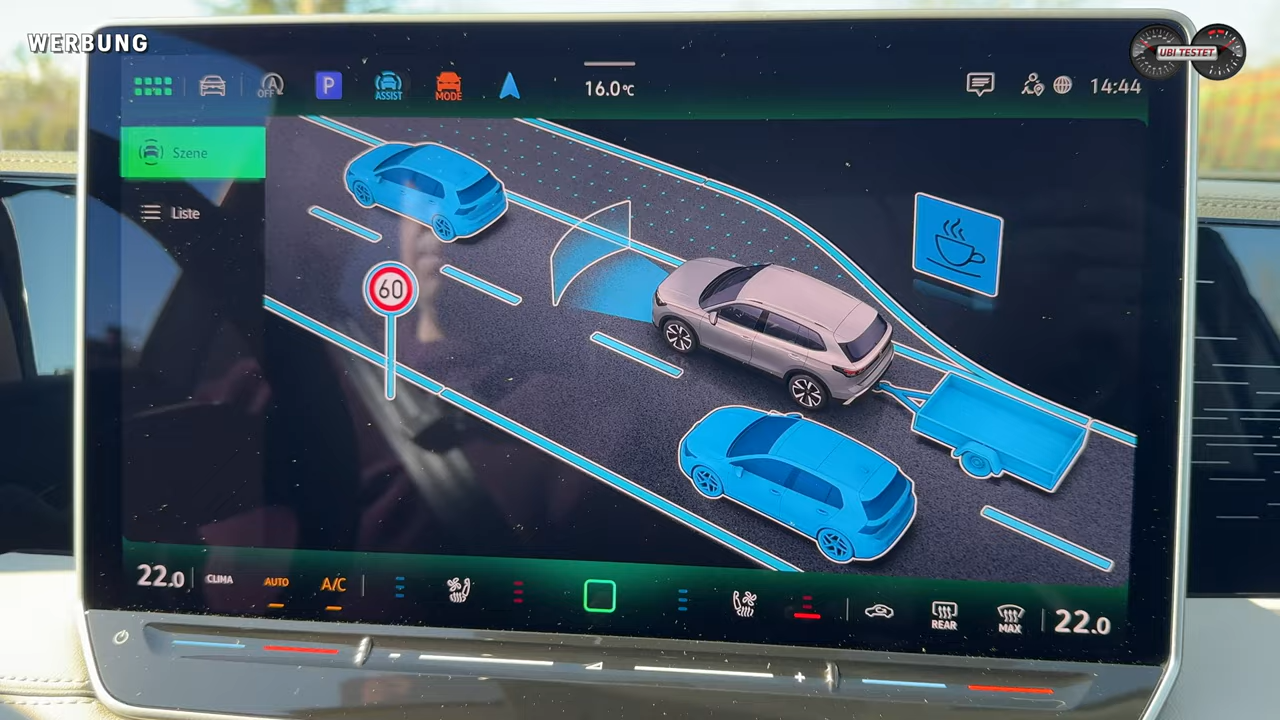 WERBUNG
UBI TESTET
A
OFF
P
ASSIST
MODE
16.0°C
14:44
Szene
Liste
60
22.0
CLIMA
AUTO
A/C
REAR
MAX
22.0